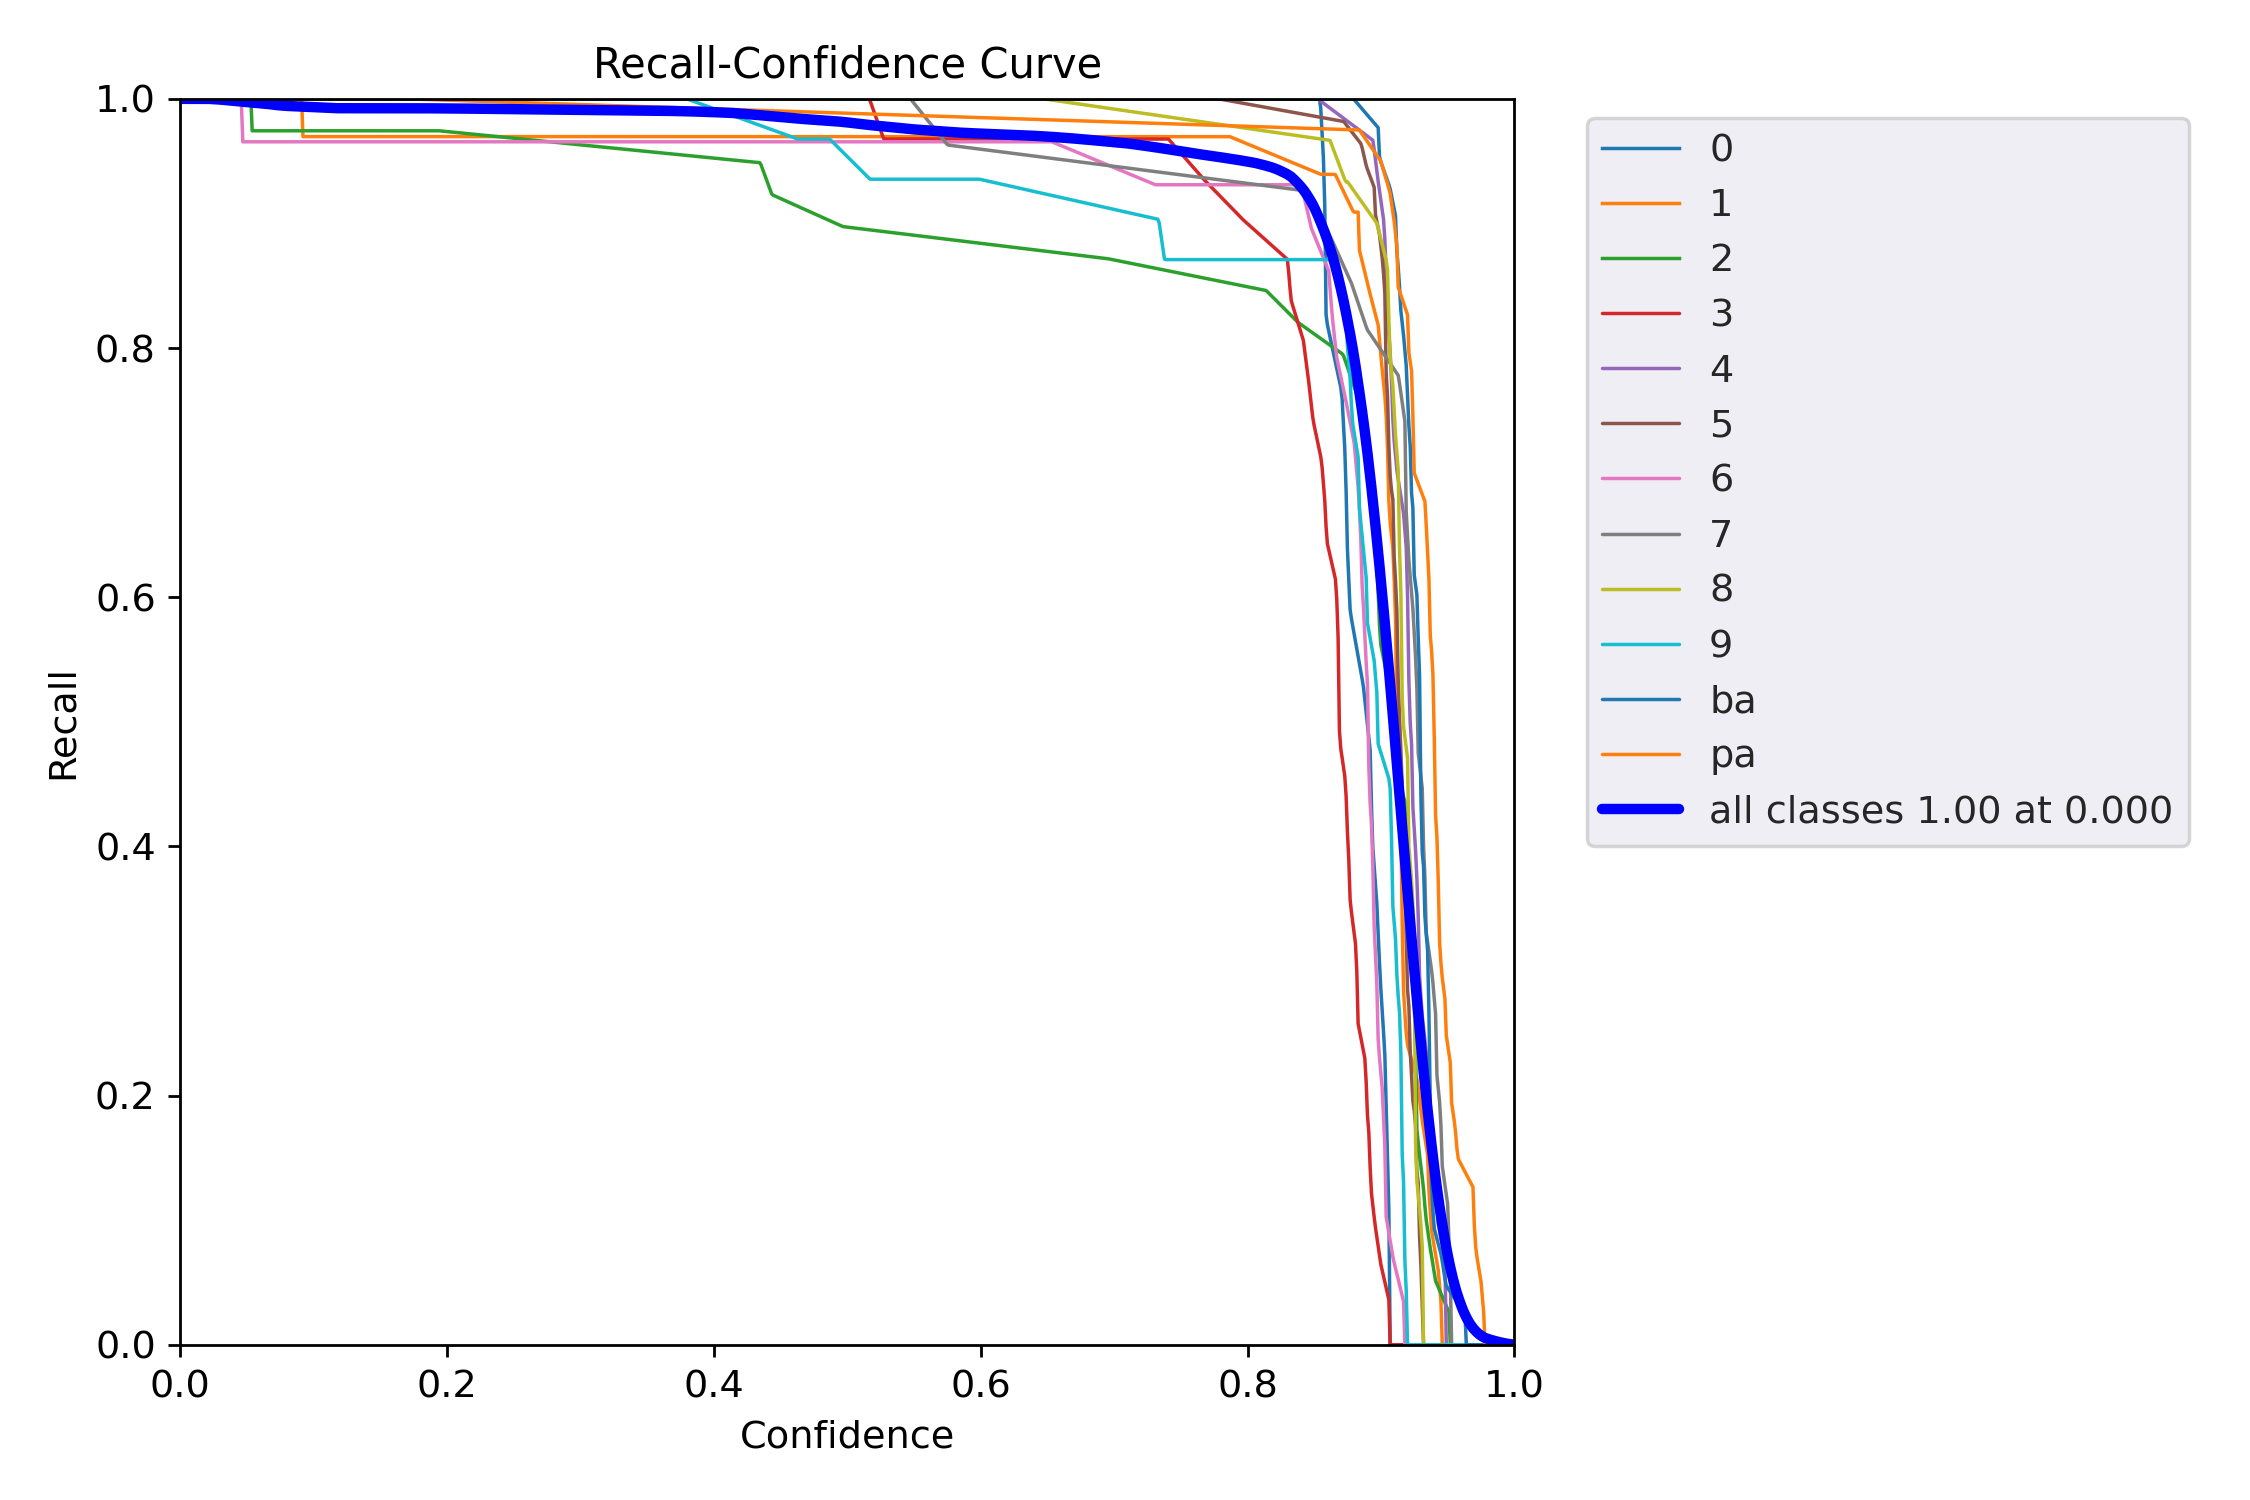 Recall-Confidence Curve
1.0
0.8
0.6
0.4
0.2
0.0
Recall
0.0 0.2 0.4 0.6 0.8 1.0
Confidence
0
1
2
3
4
5
6
7
8
9
ba
pa
all classes 1.00 at 0.000